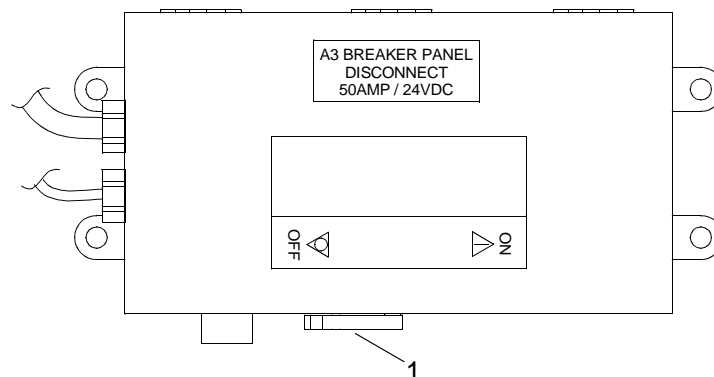 A3 BREAKER PANEL
DISCONNECT
50AMP / 24VDC
OFF
ON
1